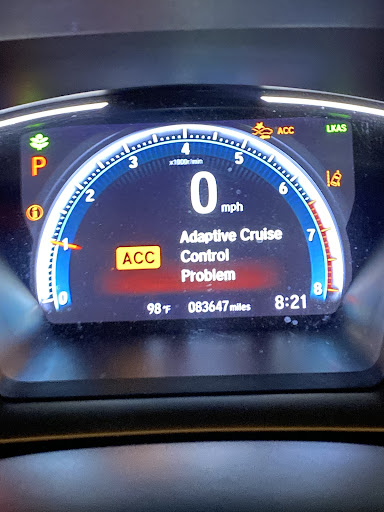 ACC LKAS
P
x1000r/min
0 1 2 3 4 5 6 7 8
0
mph
ACC
Adaptive Cruise
Control
Problem
98°F 083647 miles 8:21